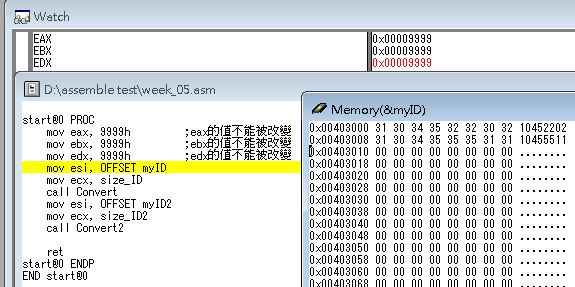 Watch
EAX 0x00009999
EBX 0x00009999
EDX 0x00009999
D:\assemble test\week_05.asm
start@0 PROC
mov eax, 9999h ;eax的值不能被改變
mov ebx, 9999h ;ebx的值不能被改變
mov edx, 9999h ;edx的值不能被改變
mov esi, OFFSET myID
mov ecx, size_ID
call Convert
mov esi, OFFSET myID2
mov ecx, size_ID2
call Convert2
ret
start@0 ENDP
END start@0
Memory(&myID)
0x00403000 31 30 34 35 32 32 30 32 10452202
0x00403008 31 30 34 35 35 35 31 31 10455511
0x00403010 00 00 00 00 00 00 00 00 ........
0x00403018 00 00 00 00 00 00 00 00 ........
0x00403020 00 00 00 00 00 00 00 00 ........
0x00403028 00 00 00 00 00 00 00 00 ........
0x00403030 00 00 00 00 00 00 00 00 ........
0x00403038 00 00 00 00 00 00 00 00 ........
0x00403040 00 00 00 00 00 00 00 00 ........
0x00403048 00 00 00 00 00 00 00 00 ........
0x00403050 00 00 00 00 00 00 00 00 ........
0x00403058 00 00 00 00 00 00 00 00 ........
0x00403060 00 00 00 00 00 00 00 00 ........
0x00403068 00 00 00 00 00 00 00 00 ........